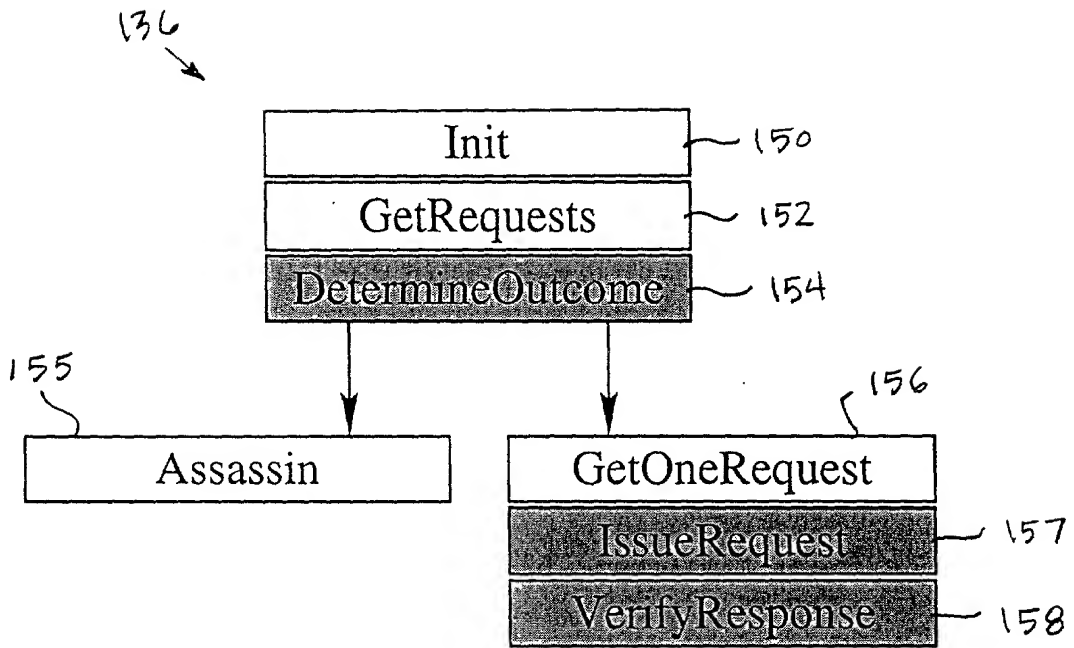 136
Init 150
GetRequests 152
DetermineOutcome 154
155 156
Assassin GetOneRequest
IssueRequest 157
VerifyResponse 158